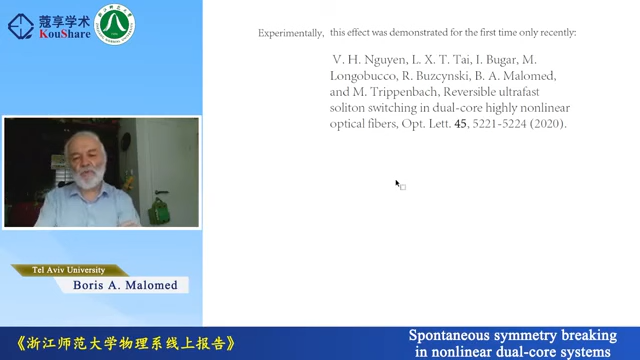 蔻享学术
KouShare
Experimentally, this effect was demonstrated for the first time only recently:
V. H. Nguyen, L. X. T. Tai, I. Bugar, M.
Longobucco, R. Buzcynski, B. A. Malomed,
and M. Trippenbach, Reversible ultrafast
soliton switching in dual-core highly nonlinear
optical fibers, Opt. Lett. 45, 5221-5224 (2020).
Tel Aviv University
Boris A. Malomed
《浙江师范大学物理系线上报告》
Spontaneous symmetry breaking
in nonlinear dual-core systems